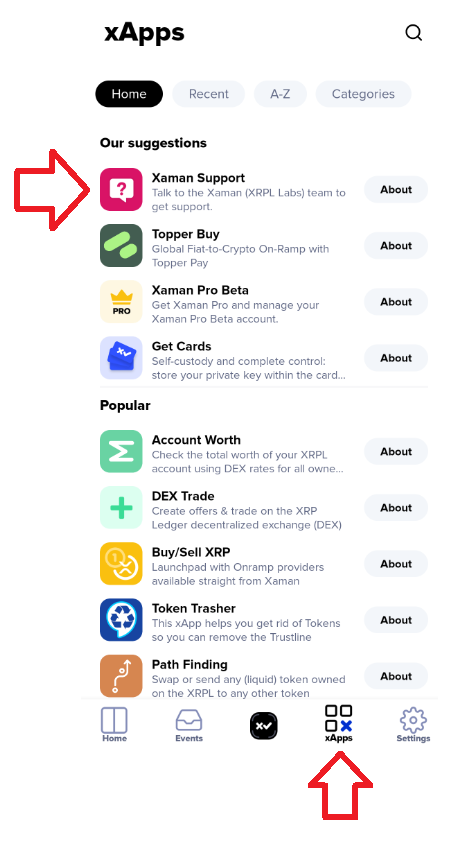 xApps
Home
Recent
A-Z
Categories
Our suggestions
Xaman Support
Talk to the Xaman (XRPL Labs) team to
get support.
About
Topper Buy
Global Fiat-to-Crypto On-Ramp with
Topper Pay
About
PRO
Xaman Pro Beta
Get Xaman Pro and manage your
Xaman Pro Beta account.
About
Get Cards
Self-custody and complete control:
store your private key within the card...
About
Popular
Account Worth
Check the total worth of your XRPL
account using DEX rates for all owne...
About
DEX Trade
Create offers & trade on the XRP
Ledger decentralized exchange (DEX)
About
Buy/Sell XRP
Launchpad with Onramp providers
available straight from Xaman
About
Token Trasher
This xApp helps you get rid of Tokens
so you can remove the Trustline
About
Path Finding
Swap or send any (liquid) token owned
on the XRPL to any other token
About
Home
Events
xApps
Settings